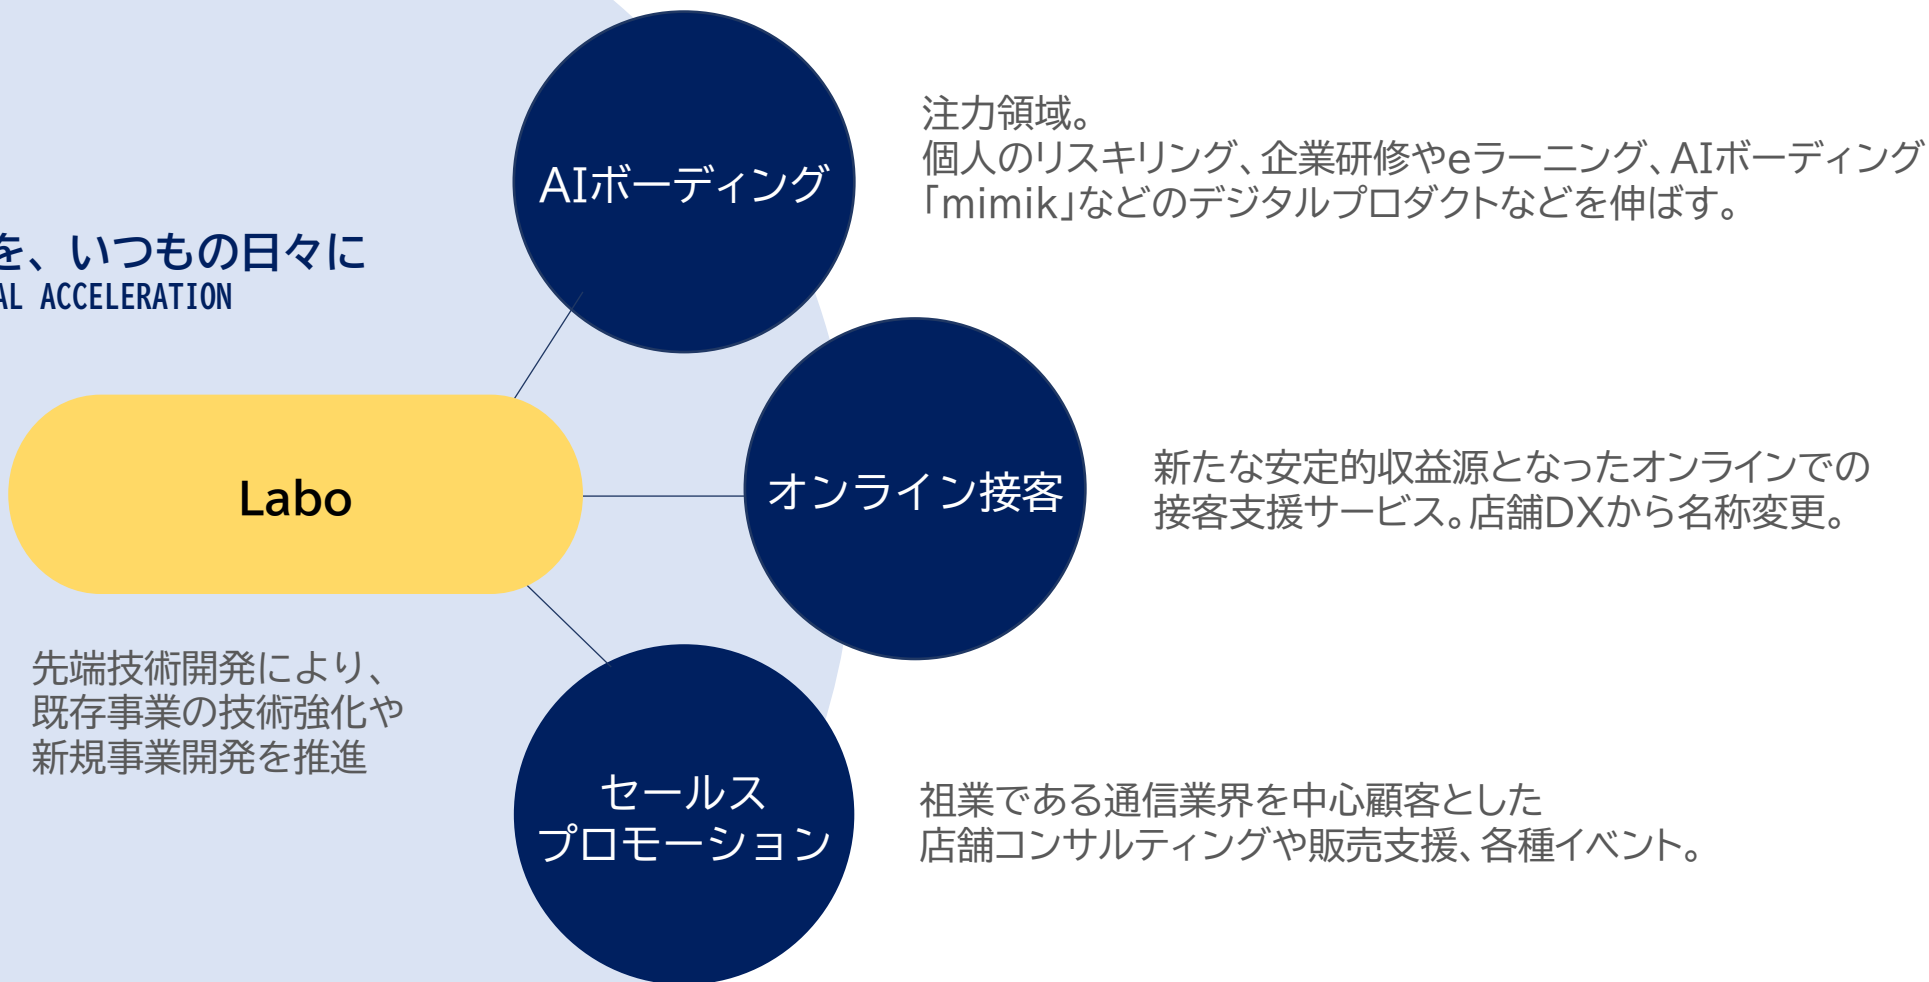 AIボーディング
注力領域。
個人のリスキリング、企業研修やeラーニング、AIボーディング
「mimik」などのデジタルプロダクトなどを伸ばす。
を、いつもの日々に
AL ACCELERATION
Labo
オンライン接客
新たな安定的収益源となったオンラインでの
接客支援サービス。店舗DXから名称変更。
先端技術開発により、
既存事業の技術強化や
新規事業開発を推進
セールス
プロモーション
祖業である通信業界を中心顧客とした
店舗コンサルティングや販売支援、各種イベント。